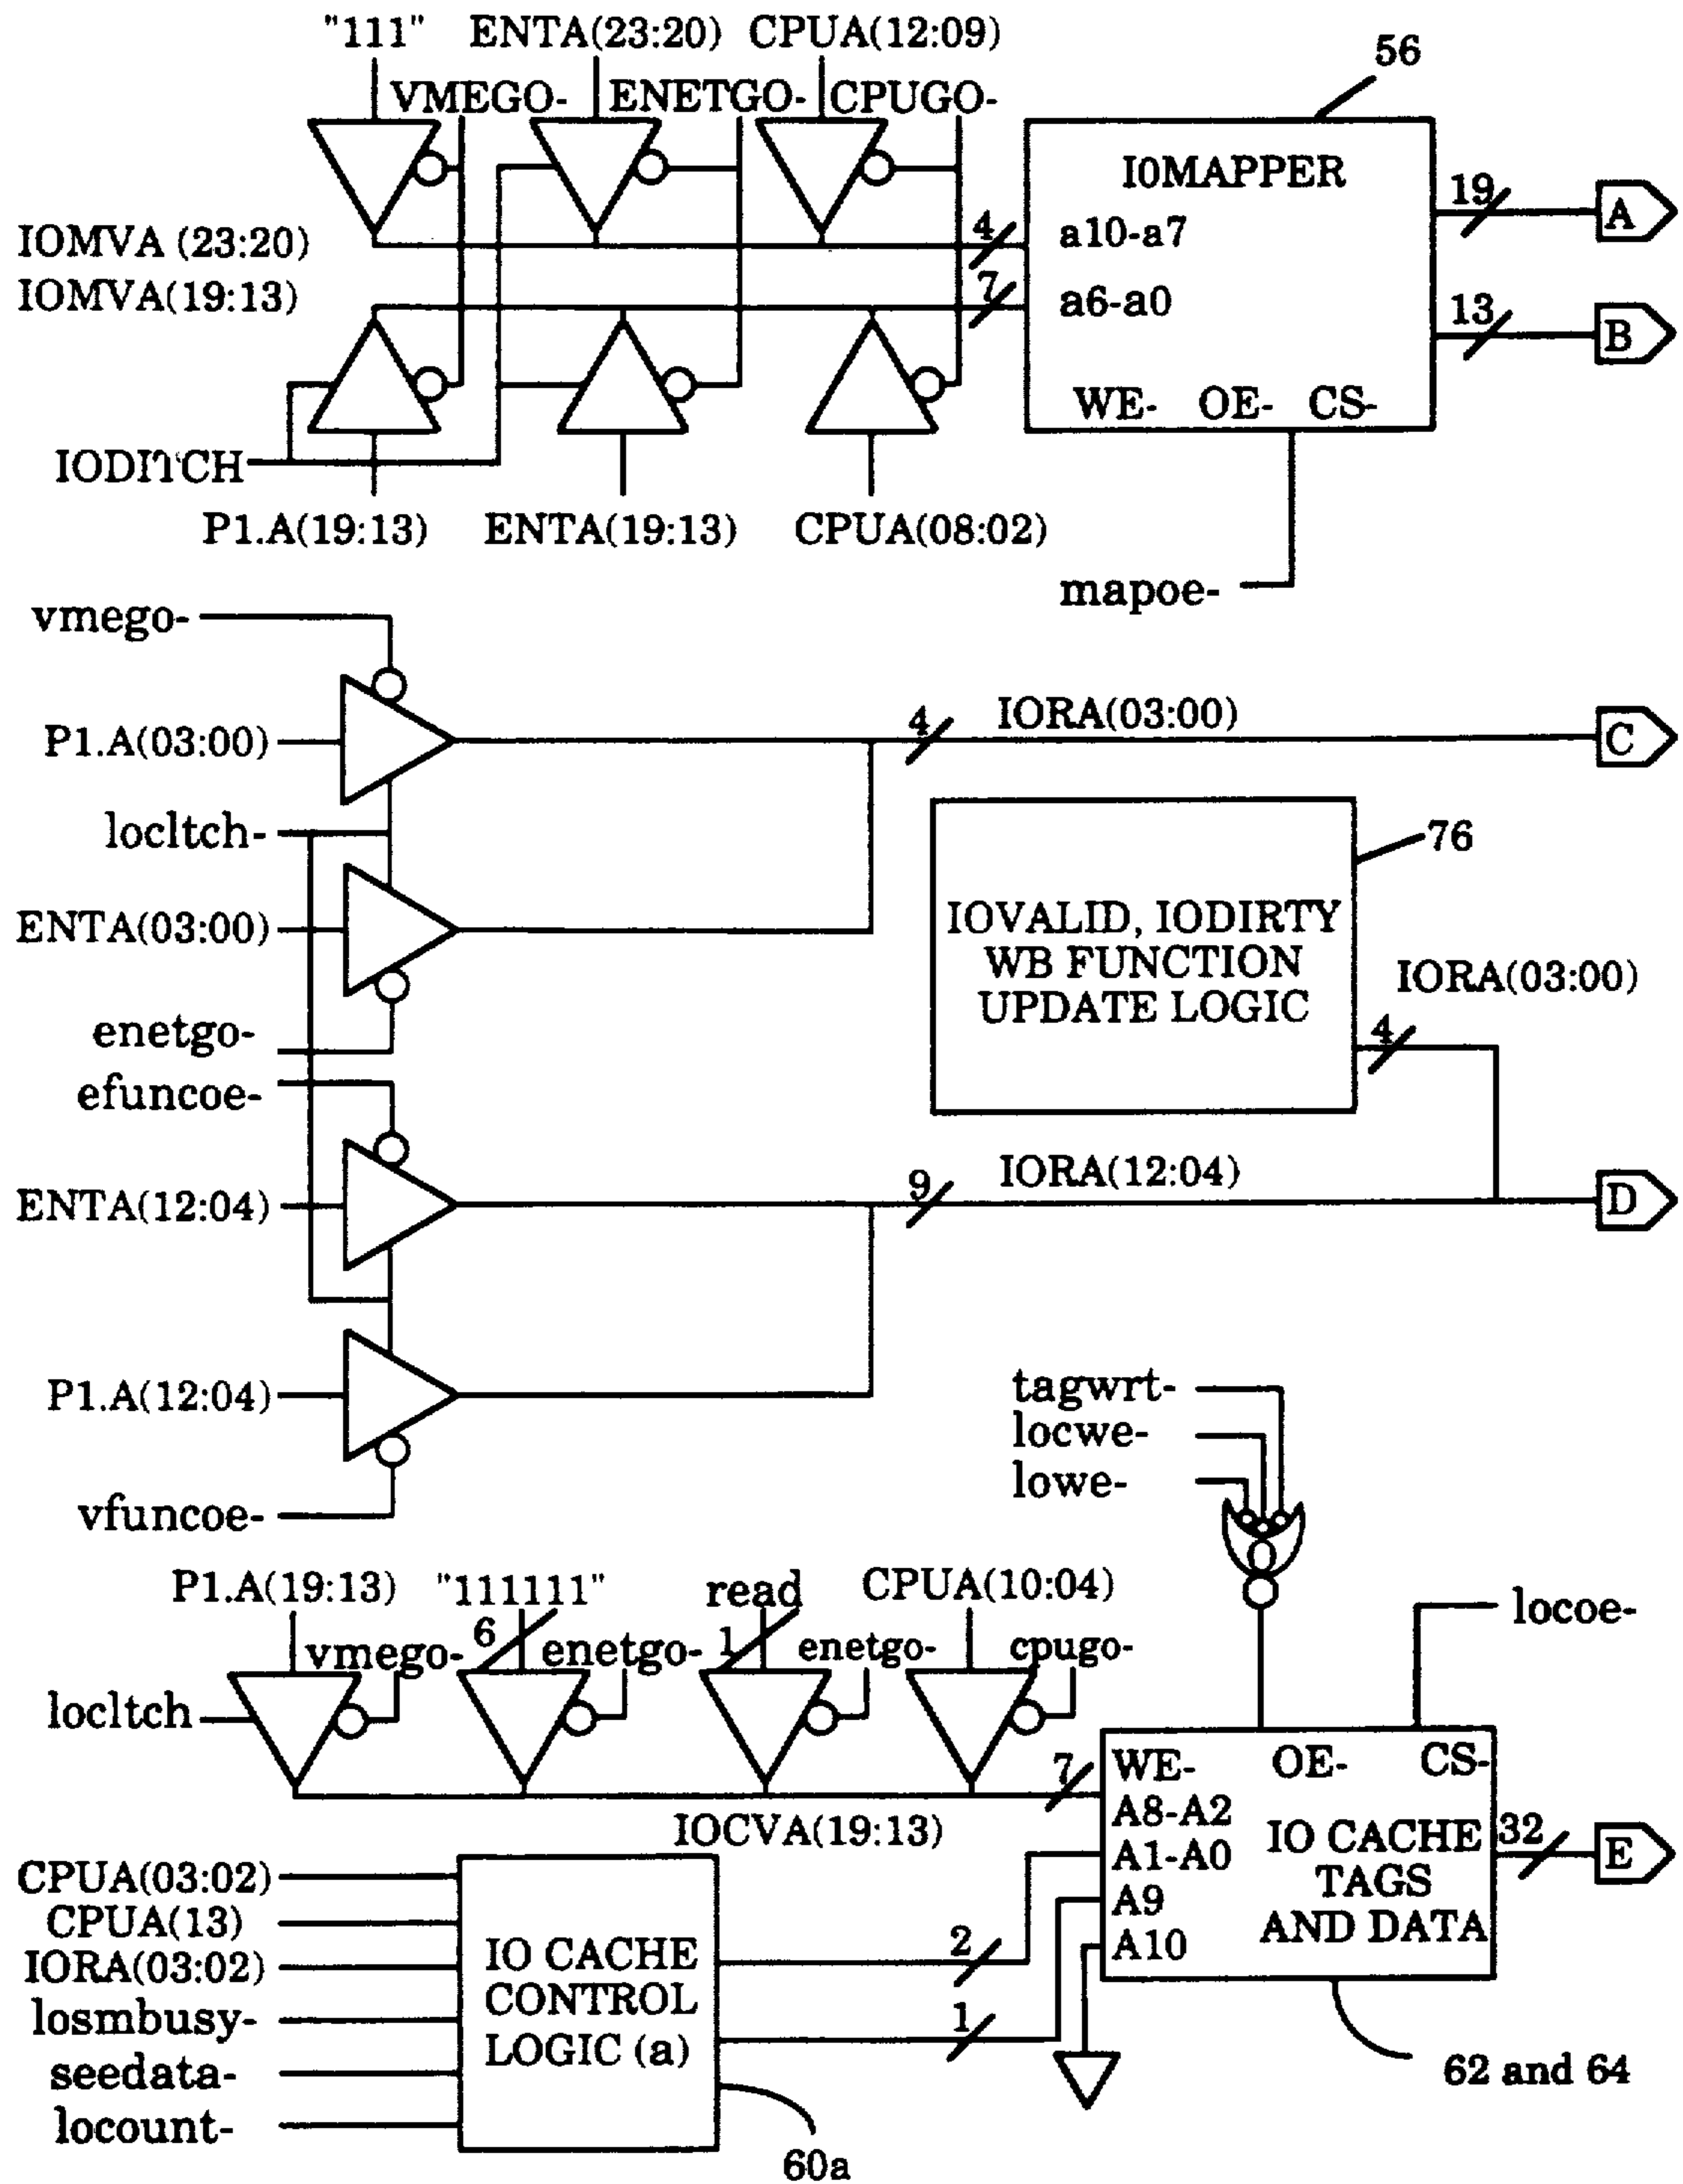 "111" ENTA(23:20) CPUA(12:09)
VMEGO- ENETGO- CPUGO-
56
I0MAPPER
19
A
IOMVA (23:20)
4
a10-a7
IOMVA(19:13)
7
a6-a0
13
B
WE- OE- CS-
IODITCH
P1.A(19:13) ENTA(19:13) CPUA(08:02)
mapoe-
vmego-
P1.A(03:00)
4
IORA(03:00)
C
locltch-
76
ENTA(03:00)
IOVALID, IODIRTY
WB FUNCTION
UPDATE LOGIC
IORA(03:00)
4
enetgo-
efuncoe-
ENTA(12:04)
9
IORA(12:04)
D
P1.A(12:04)
tagwrt-
locwe-
lowe-
vfuncoe-
P1.A(19:13) "111111" read CPUA(10:04)
locoe-
vmego- 6 enetgo- 1 enetgo- cpugo-
locltch
7
WE- OE- CS-
A8-A2
IOCVA(19:13)
A1-A0
A9
A10
IO CACHE
TAGS
AND DATA
32
E
CPUA(03:02)
CPUA(13)
IORA(03:02)
losmbusy-
seedata-
locount-
IO CACHE
CONTROL
LOGIC (a)
2
1
62 and 64
60a